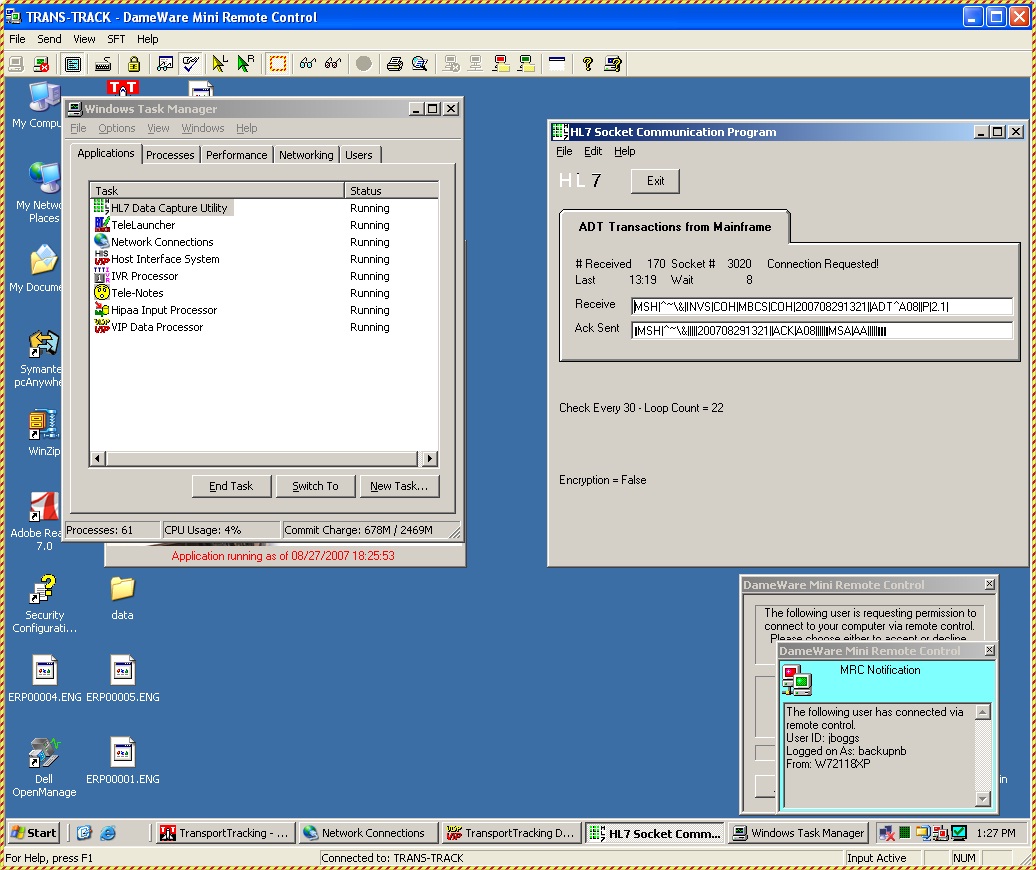 TRANS-TRACK - DameWare Mini Remote Control
File Send View SFT Help
My Compu
My Netw
Places
My Docume
Symante
pcAnywhe
WinZip
Adobe Rea
7.0
Security
Configurati...
data
ERP00004.ENG ERP00005.ENG
Dell
OpenManage
ERP00001.ENG
Windows Task Manager
File Options View Windows Help
Applications Processes Performance Networking Users
Task Status
HL7 Data Capture Utility Running
TeleLauncher Running
Network Connections Running
Host Interface System Running
IVR Processor Running
Tele-Notes Running
Hipaa Input Processor Running
VIP Data Processor Running
End Task Switch To New Task...
Processes: 61 CPU Usage: 4% Commit Charge: 678M / 2469M
Application running as of 08/27/2007 18:25:53
HL7 Socket Communication Program
File Edit Help
HL7 Exit
ADT Transactions from Mainframe
# Received 170 Socket # 3020 Connection Requested!
Last 13:19 Wait 8
Receive MSH|^~\&|INVS|COH|MBCS|COH|200708291321||ADT^A08||P|2.1|
Ack Sent MSH|^~\&|||||200708291321||ACK|A08||||||MSA|AA||||||
Check Every 30 - Loop Count = 22
Encryption = False
DameWare Mini Remote Control
The following user is requesting permission to
connect to your computer via remote control.
Please choose either to accept or decline
DameWare Mini Remote Control
MRC Notification
The following user has connected via
remote control.
User ID: jboggs
Logged on As: backupnb
From: W72118XP
in
Start TransportTracking - ... Network Connections TransportTracking D... HL7 Socket Comm... Windows Task Manager 1:27 PM
For Help, press F1 Connected to: TRANS-TRACK Input Active NUM